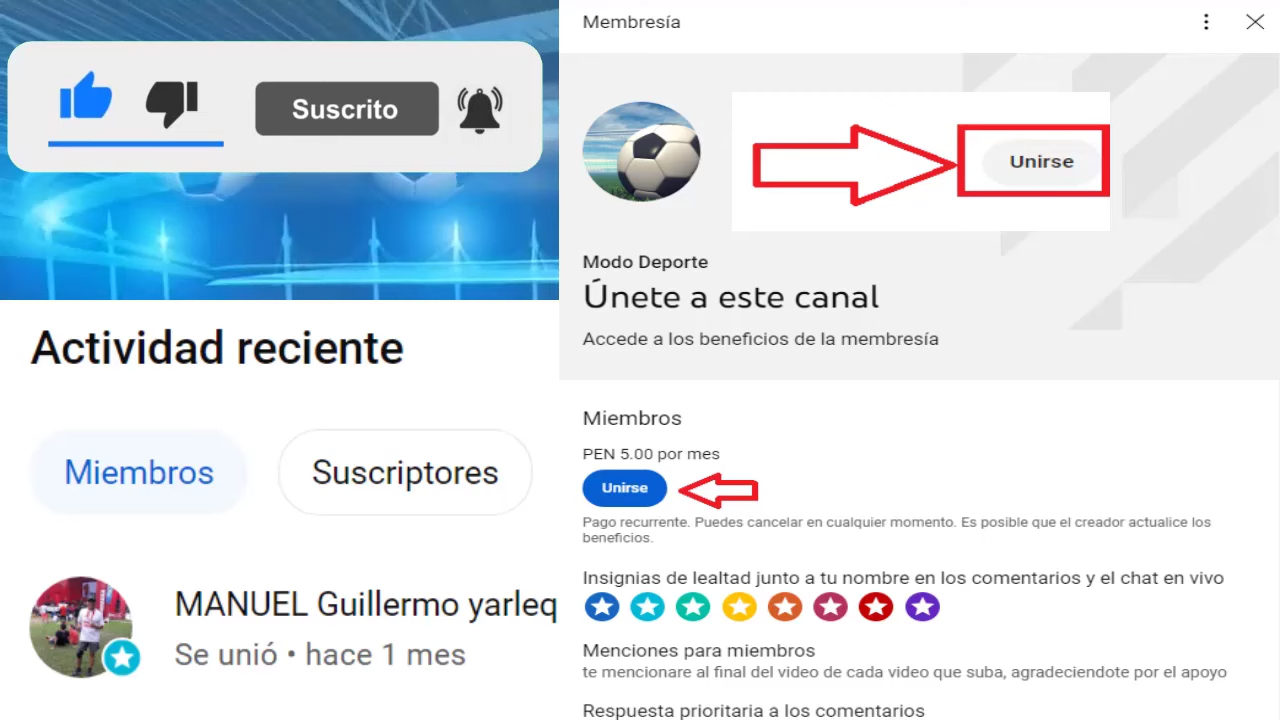 Suscrito
Actividad reciente
Miembros
Suscriptores
MANUEL Guillermo yarleq
Se unió • hace 1 mes
Membresía
Unirse
Modo Deporte
Únete a este canal
Accede a los beneficios de la membresía
Miembros
PEN 5.00 por mes
Unirse
Pago recurrente. Puedes cancelar en cualquier momento. Es posible que el creador actualice los
beneficios.
Insignias de lealtad junto a tu nombre en los comentarios y el chat en vivo
Menciones para miembros
te mencionare al final del video de cada video que suba, agradeciendote por el apoyo
Respuesta prioritaria a los comentarios